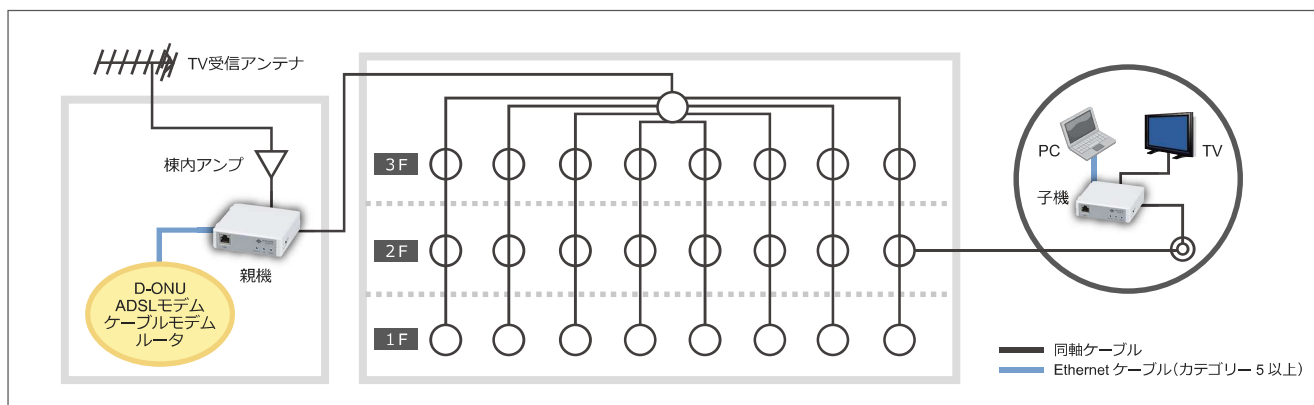 TV受信アンテナ
棟内アンプ
親機
D-ONU
ADSLモデム
ケーブルモデム
ルータ
3F
2F
1F
PC
TV
子機
同軸ケーブル
Ethernet ケーブル(カテゴリー 5 以上)